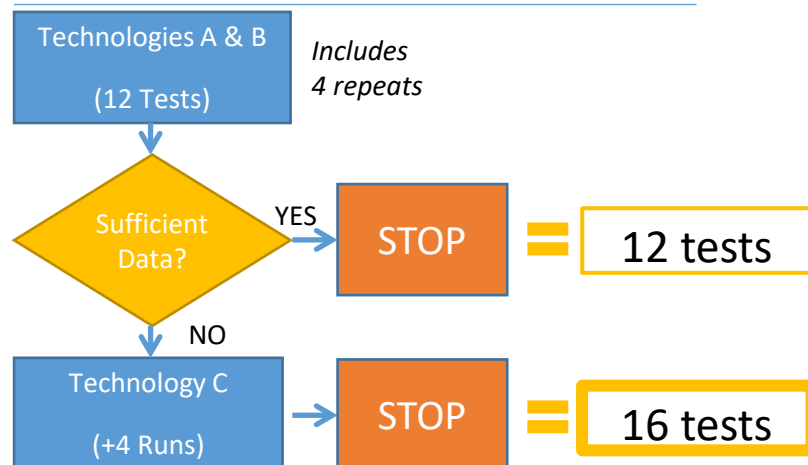 Technologies A & B
(12 Tests)
Includes
4 repeats
Sufficient
Data?
YES
STOP
=
12 tests
NO
Technology C
(+4 Runs)
STOP
=
16 tests